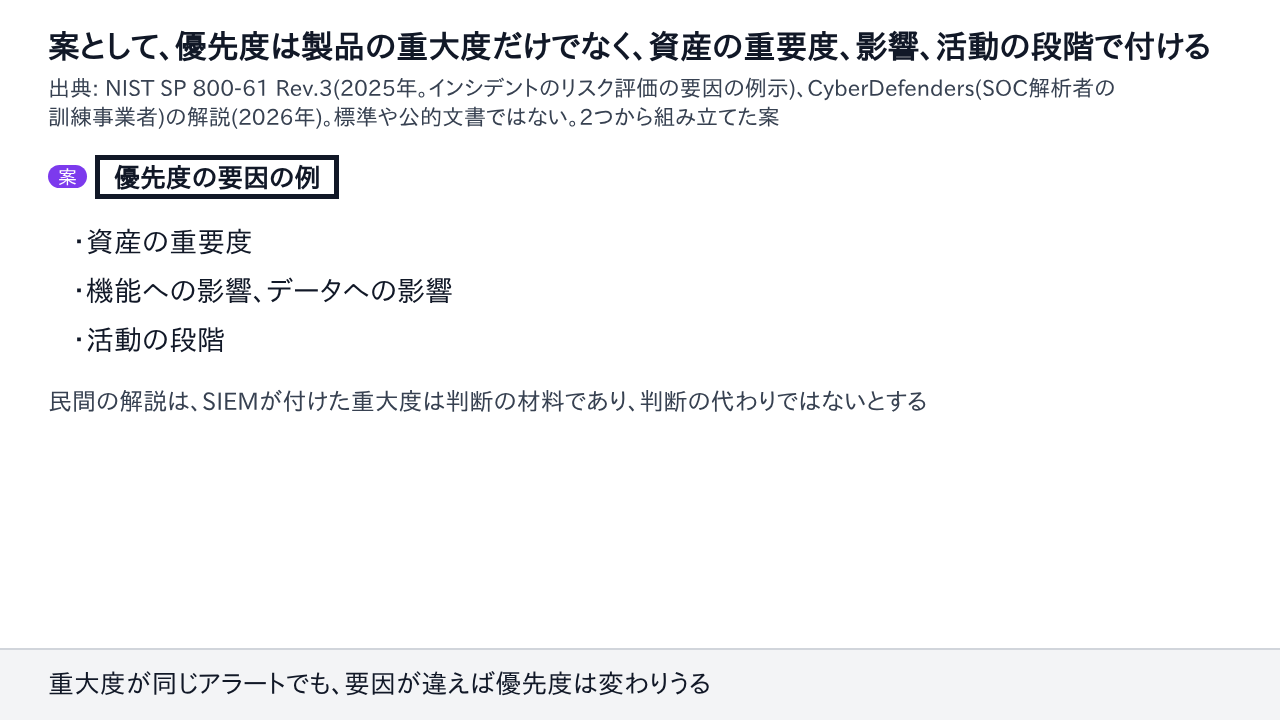 案として、優先度は製品の重大度だけでなく、資産の重要度、影響、活動の段階で付ける
出典: NIST SP 800-61 Rev.3(2025年。インシデントのリスク評価の要因の例示)、CyberDefenders(SOC解析者の
訓練事業者)の解説(2026年)。標準や公的文書ではない。2つから組み立てた案
案 優先度の要因の例
・資産の重要度
・機能への影響、データへの影響
・活動の段階
民間の解説は、SIEMが付けた重大度は判断の材料であり、判断の代わりではないとする
重大度が同じアラートでも、要因が違えば優先度は変わりうる